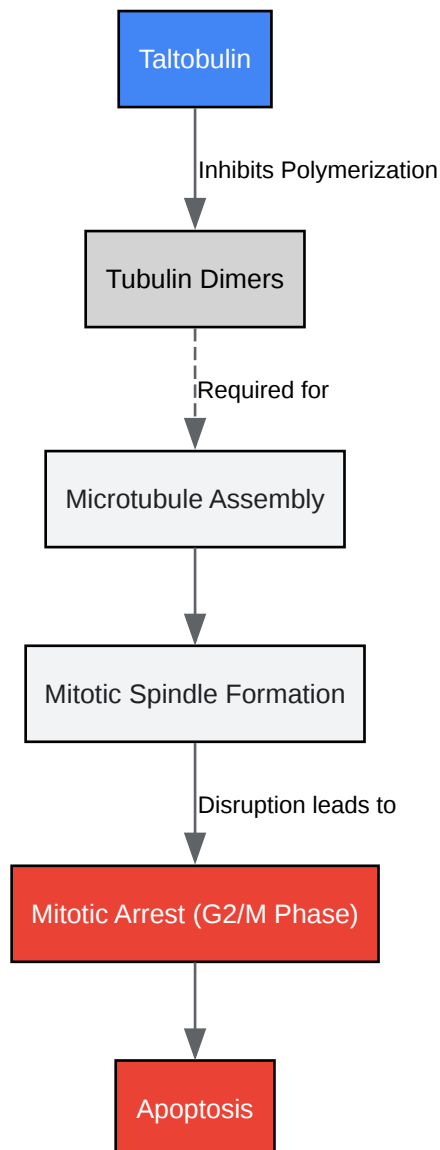 Taltobulin
Inhibits Polymerization
Tubulin Dimers
Required for
Microtubule Assembly
Mitotic Spindle Formation
Disruption leads to
Mitotic Arrest (G2/M Phase)
Apoptosis